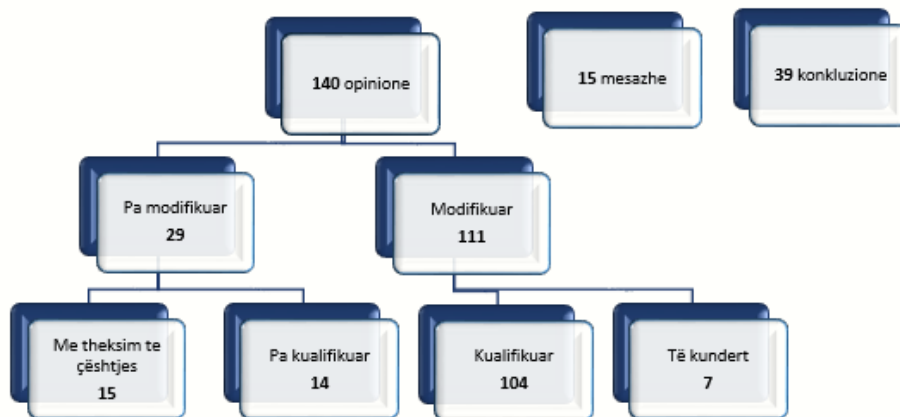 140 opinione
15 mesazhe
39 konkluzione
Pa modifikuar
29
Modifikuar
111
Me theksim te
çështjes
15
Pa kualifikuar
14
Kualifikuar
104
Të kundert
7